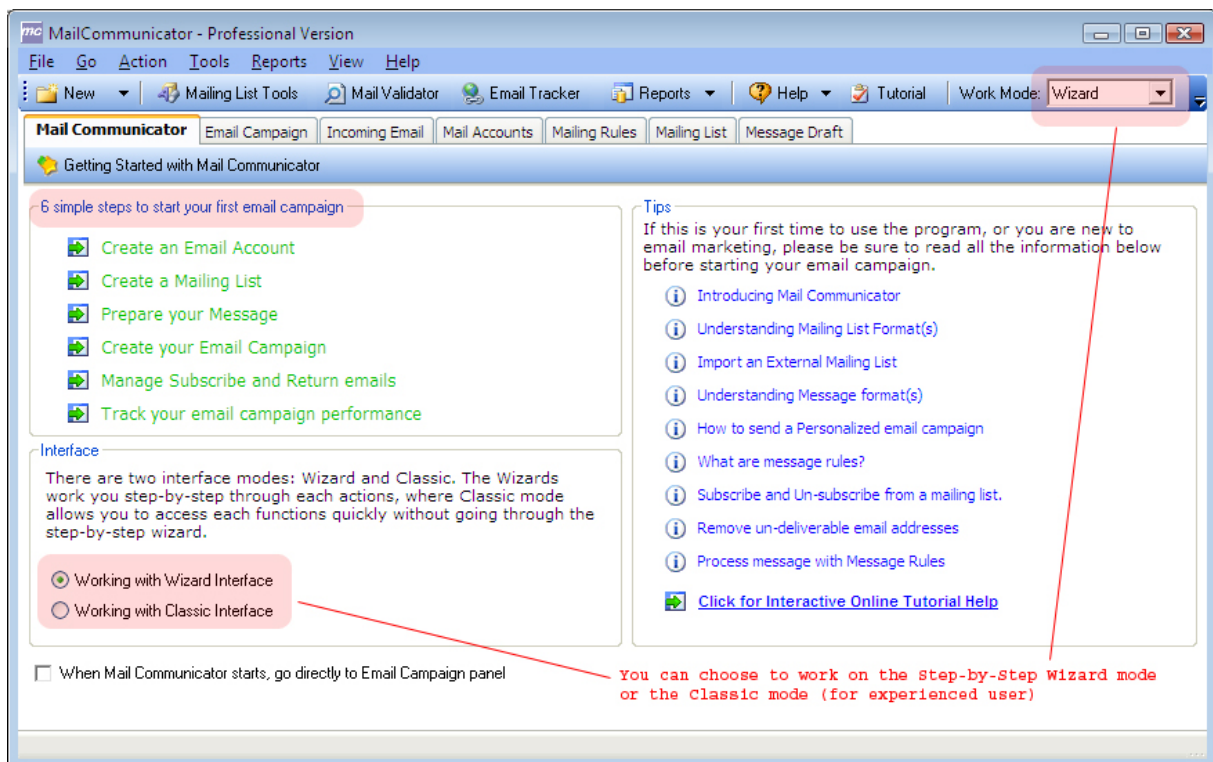 mc MailCommunicator - Professional Version
File Go Action Tools Reports View Help
New Mailing List Tools Mail Validator Email Tracker Reports Help Tutorial Work Mode: Wizard
Mail Communicator Email Campaign Incoming Email Mail Accounts Mailing Rules Mailing List Message Draft
Getting Started with Mail Communicator
6 simple steps to start your first email campaign
Create an Email Account
Create a Mailing List
Prepare your Message
Create your Email Campaign
Manage Subscribe and Return emails
Track your email campaign performance
Interface
There are two interface modes: Wizard and Classic. The Wizards
work you step-by-step through each actions, where Classic mode
allows you to access each functions quickly without going through the
step-by-step wizard.
Working with Wizard Interface
Working with Classic Interface
When Mail Communicator starts, go directly to Email Campaign panel
Tips
If this is your first time to use the program, or you are new to
email marketing, please be sure to read all the information below
before starting your email campaign.
Introducing Mail Communicator
Understanding Mailing List Format(s)
Import an External Mailing List
Understanding Message format(s)
How to send a Personalized email campaign
What are message rules?
Subscribe and Un-subscribe from a mailing list.
Remove un-deliverable email addresses
Process message with Message Rules
Click for Interactive Online Tutorial Help
You can choose to work on the Step-by-Step Wizard mode
or the Classic mode (for experienced user)